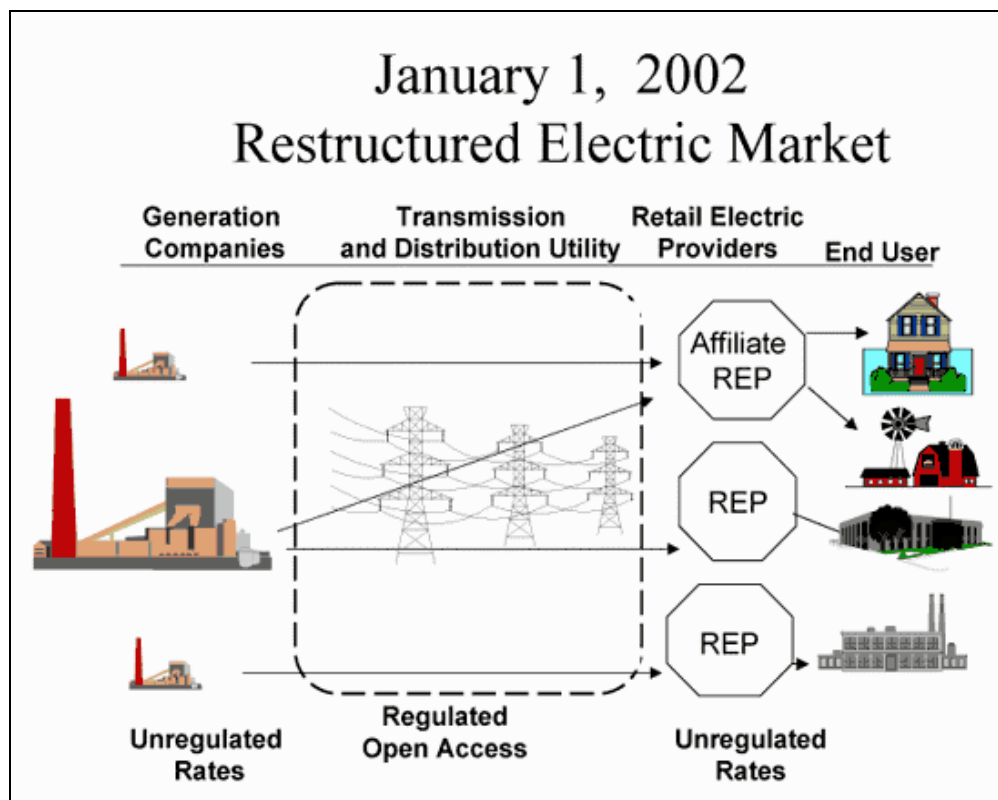 January 1, 2002
Restructured Electric Market
Generation
Companies
Transmission
and Distribution Utility
Retail Electric
Providers
End User
Affiliate
REP
REP
REP
Unregulated
Rates
Regulated
Open Access
Unregulated
Rates